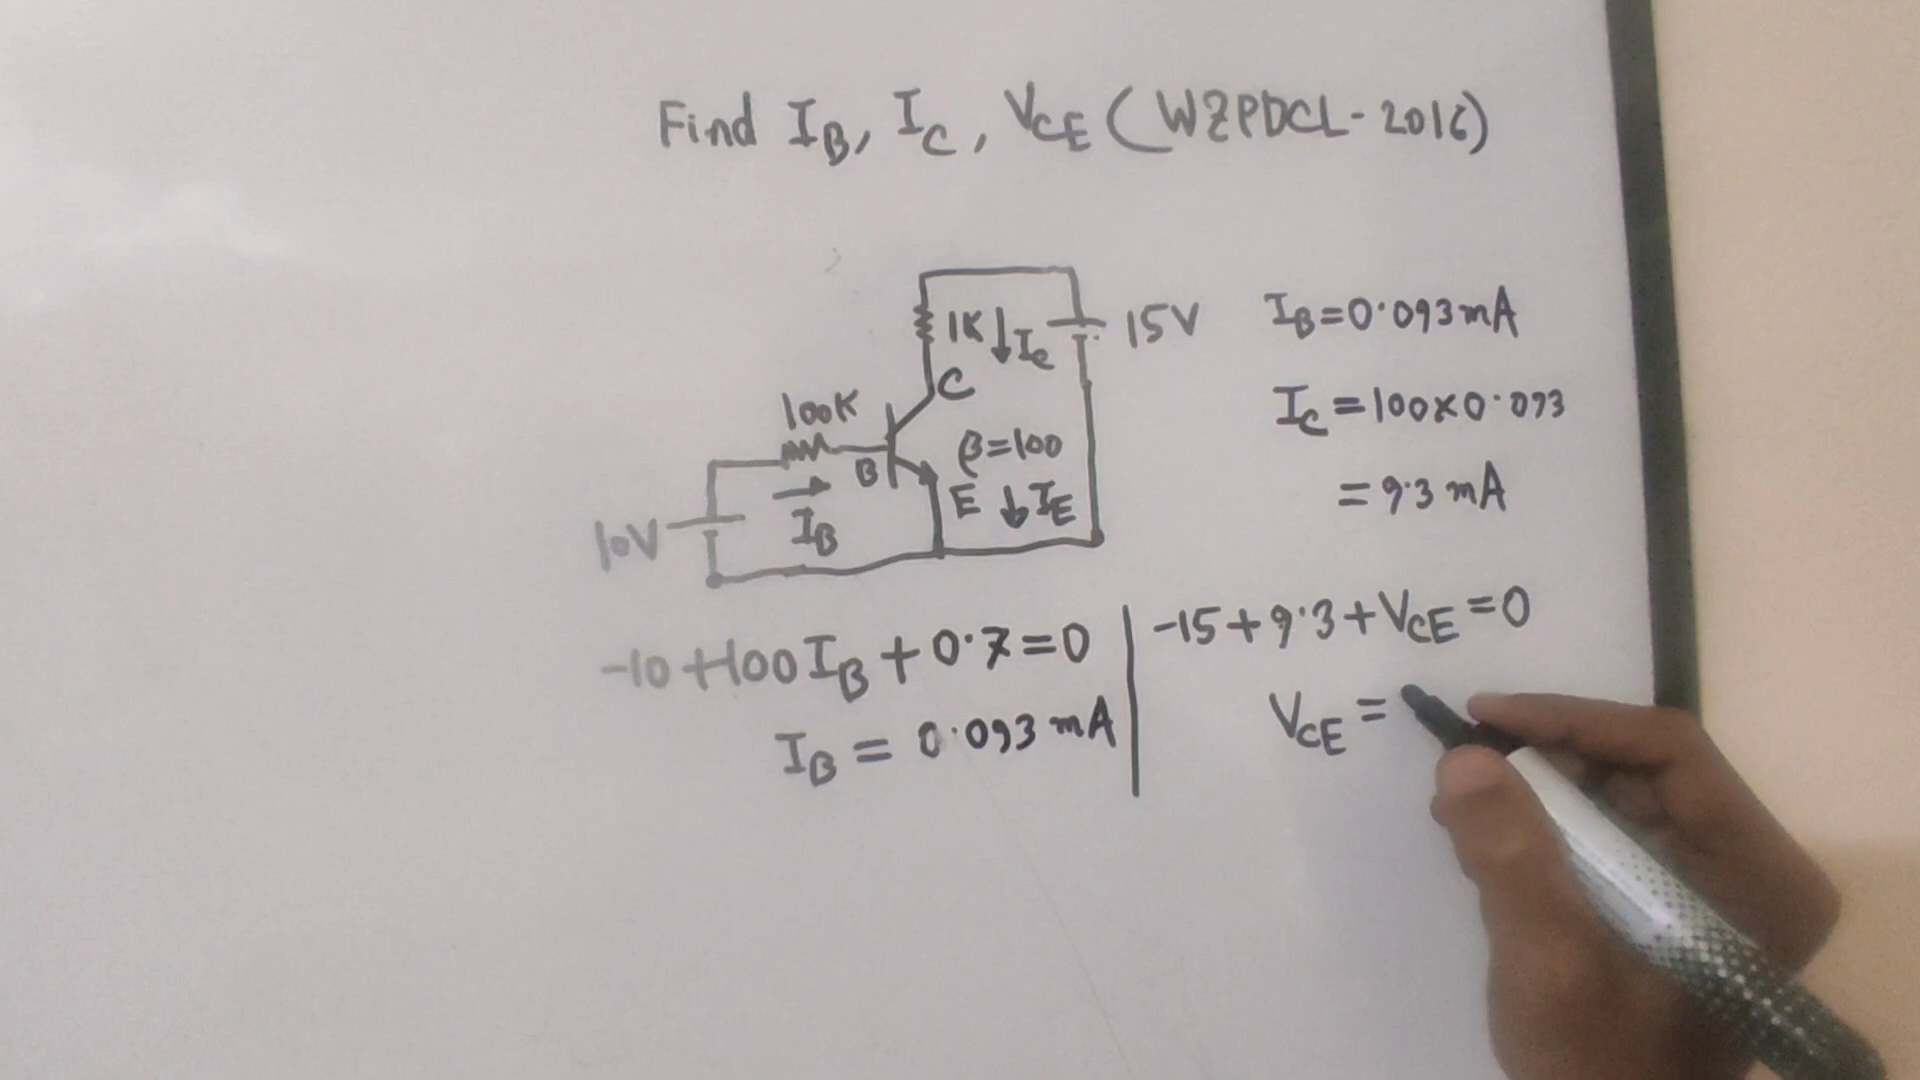 Find IB, IC, VCE (WZPDCL-2016)
1K
IC
15V
C
100K
B
β=100
E
IE
IB
10V
IB=0.093mA
IC=100×0.093
=9.3 mA
-10+100IB+0.7=0
IB = 0.093 mA
-15+9.3+VCE=0
VCE =